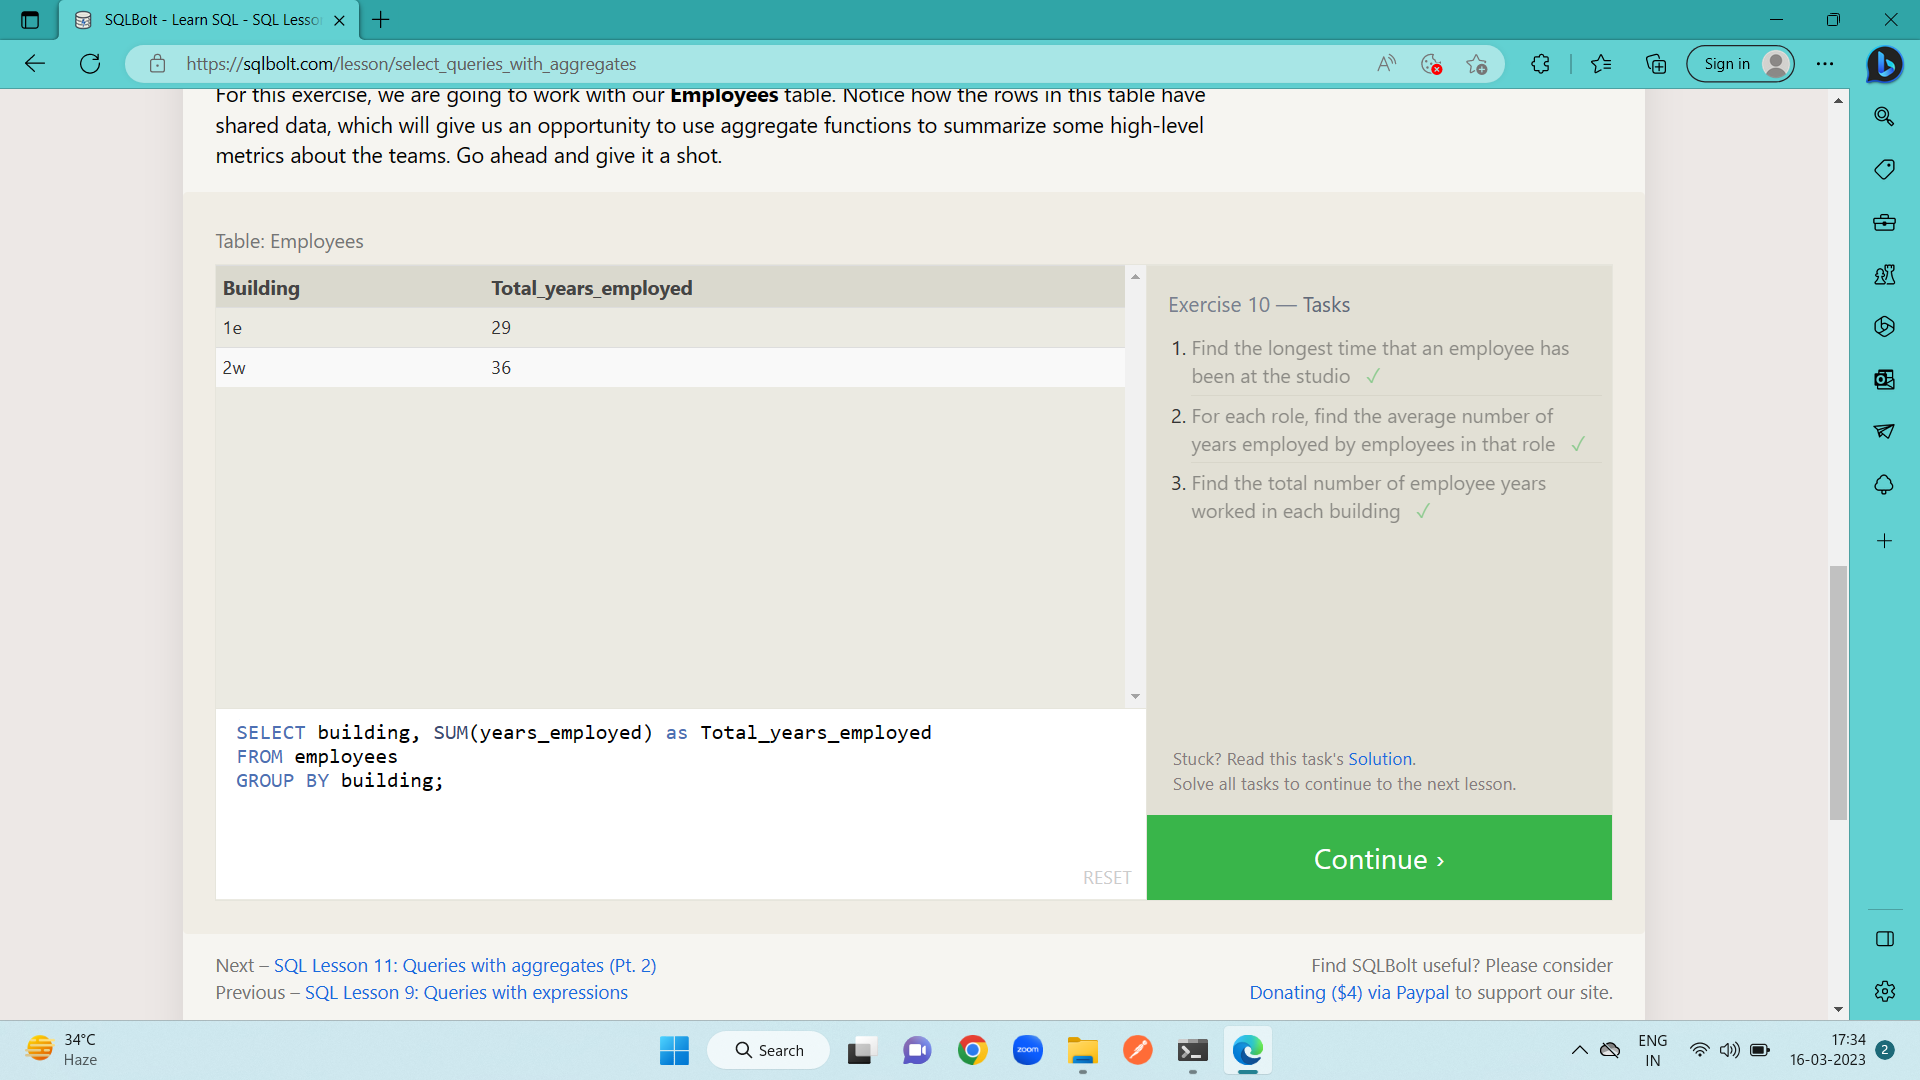 SQLBolt - Learn SQL - SQL Lesso
https://sqlbolt.com/lesson/select_queries_with_aggregates
Sign in
For this exercise, we are going to work with our Employees table. Notice how the rows in this table have
shared data, which will give us an opportunity to use aggregate functions to summarize some high-level
metrics about the teams. Go ahead and give it a shot.
Table: Employees
Building Total_years_employed
1e 29
2w 36
Exercise 10 — Tasks
1. Find the longest time that an employee has
been at the studio ✓
2. For each role, find the average number of
years employed by employees in that role ✓
3. Find the total number of employee years
worked in each building ✓
SELECT building, SUM(years_employed) as Total_years_employed
FROM employees
GROUP BY building;
RESET
Stuck? Read this task's Solution.
Solve all tasks to continue to the next lesson.
Continue ›
Next – SQL Lesson 11: Queries with aggregates (Pt. 2)
Previous – SQL Lesson 9: Queries with expressions
Find SQLBolt useful? Please consider
Donating ($4) via Paypal to support our site.
34°C
Haze
Search
zoom
ENG
IN
17:34
16-03-2023
2